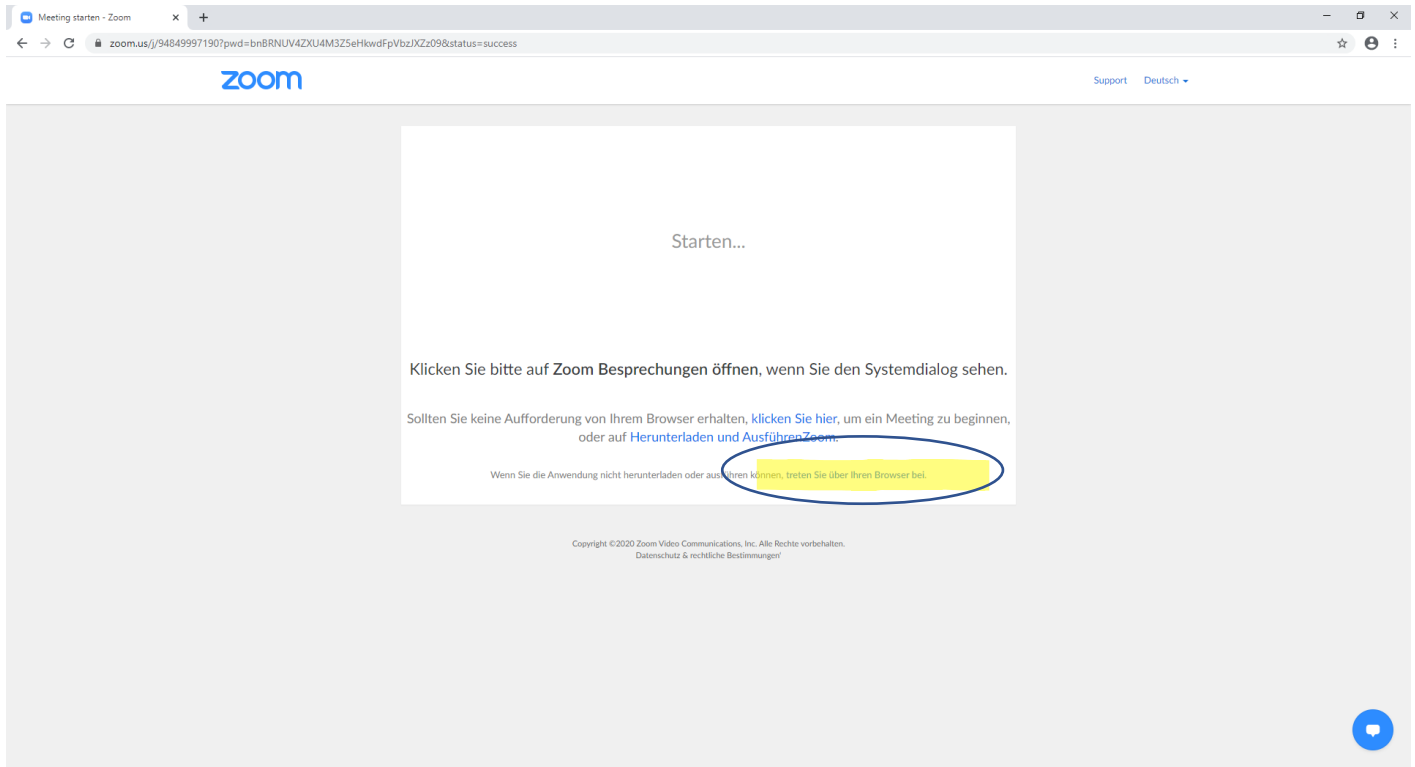 Meeting starten - Zoom
zoom.us/j/94849997190?pwd=bnBRNUV4ZXU4M3Z5eHkwdFpVbzJXZz09&status=success
zoom
Support Deutsch
Starten...
Klicken Sie bitte auf Zoom Besprechungen öffnen, wenn Sie den Systemdialog sehen.
Sollten Sie keine Aufforderung von Ihrem Browser erhalten, klicken Sie hier, um ein Meeting zu beginnen,
oder auf Herunterladen und AusführenZoom.
Wenn Sie die Anwendung nicht herunterladen oder ausführen können, treten Sie über Ihren Browser bei.
Copyright ©2020 Zoom Video Communications, Inc. Alle Rechte vorbehalten.
Datenschutz & rechtliche Bestimmungen'